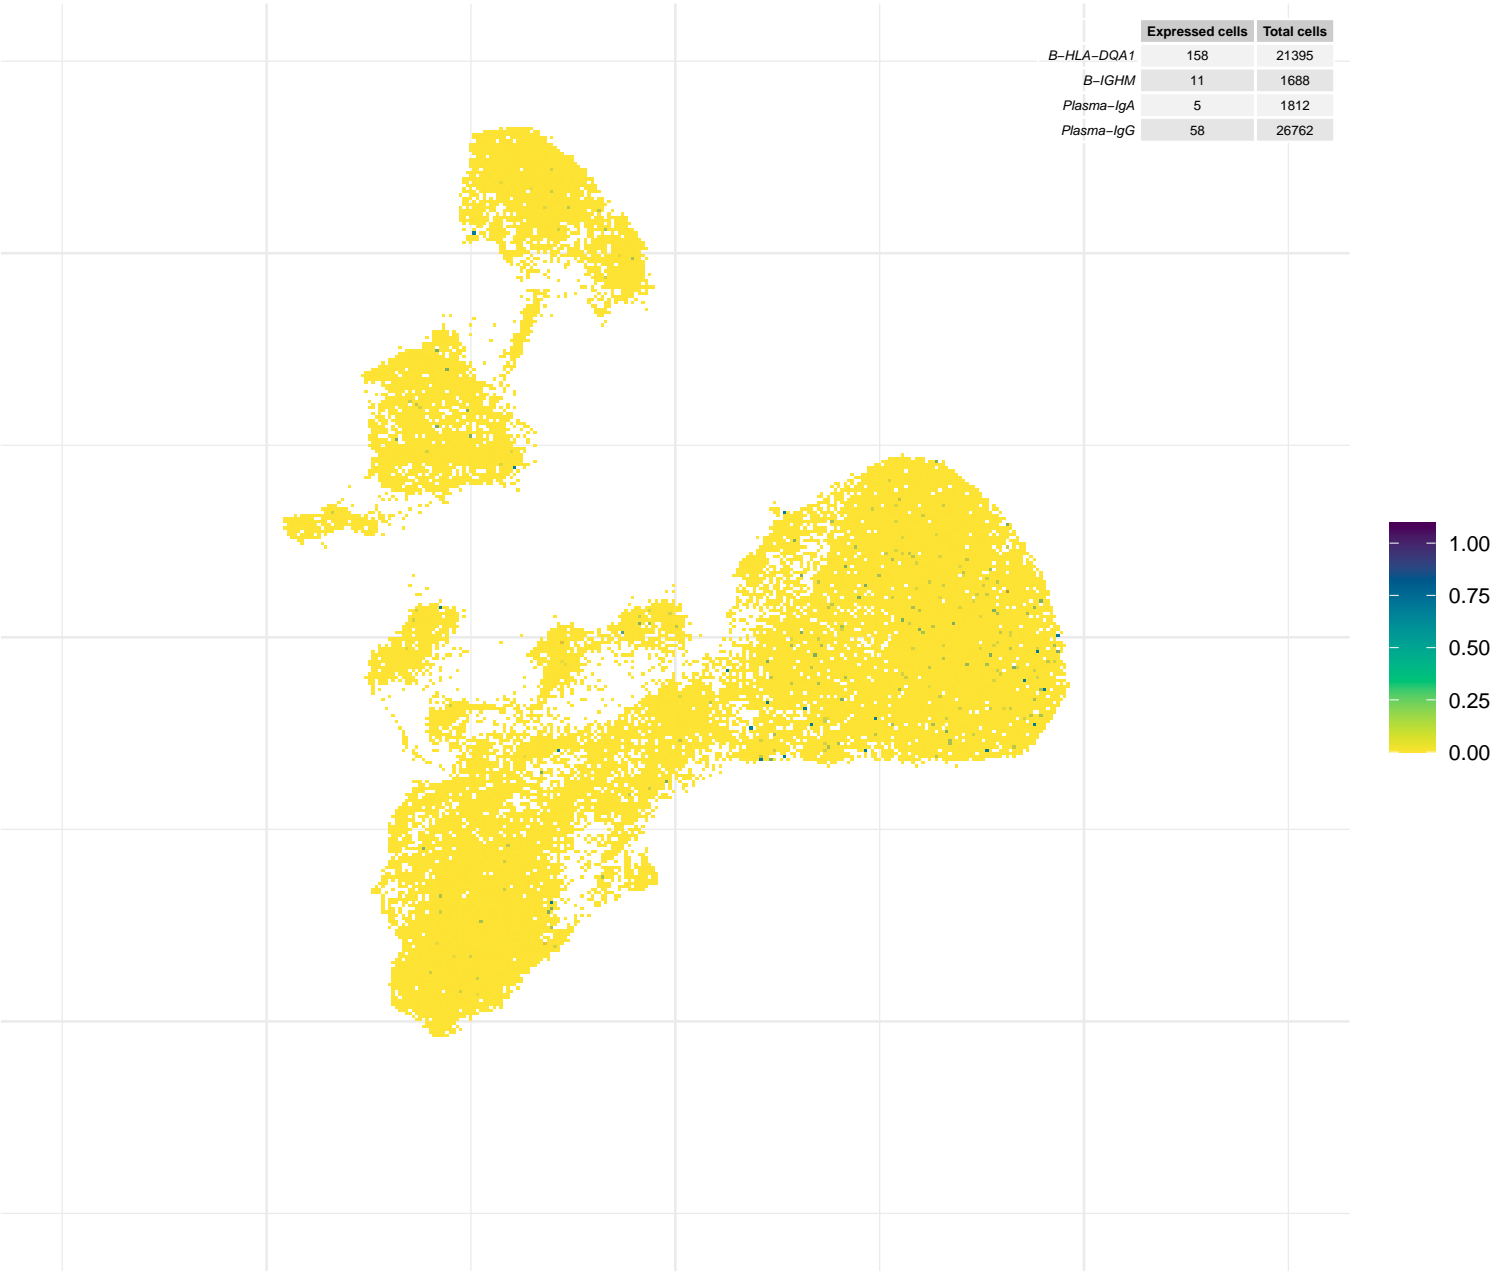 Expressed cells Total cells
B−HLA−DQA1 158 21395
B−IGHM 11 1688
Plasma−IgA 5 1812
Plasma−IgG 58 26762
1.00
0.75
0.50
0.25
0.00